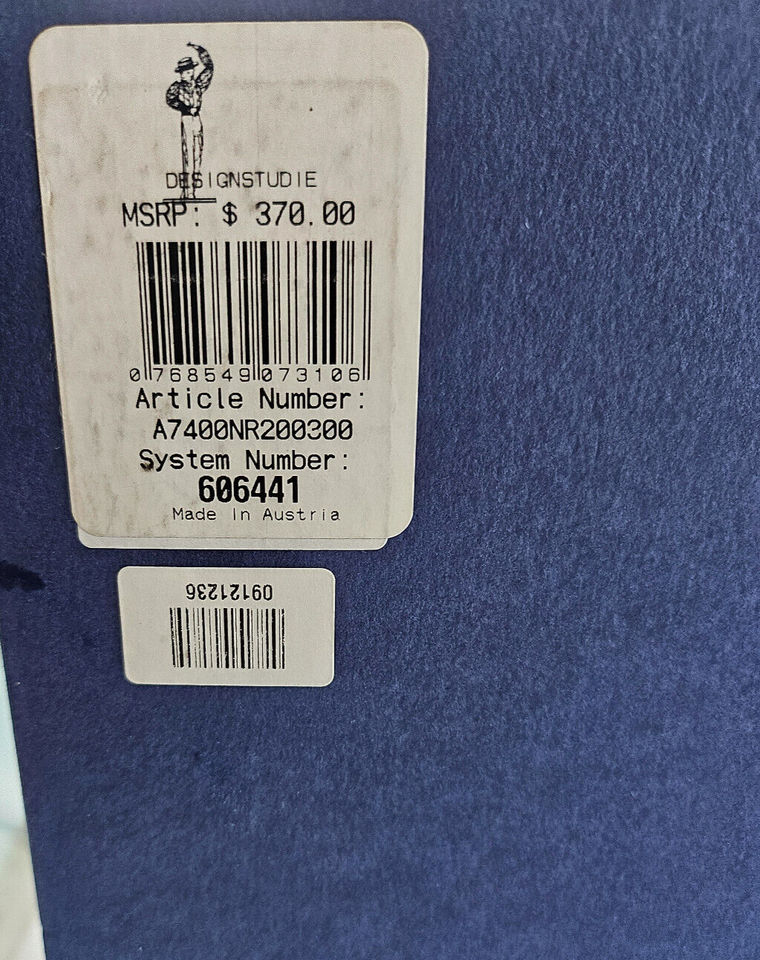 DESIGNSTUDIE
MSRP: $ 370.00
0 768549 073106
Article Number:
A7400NR200300
System Number:
606441
Made In Austria
09121236